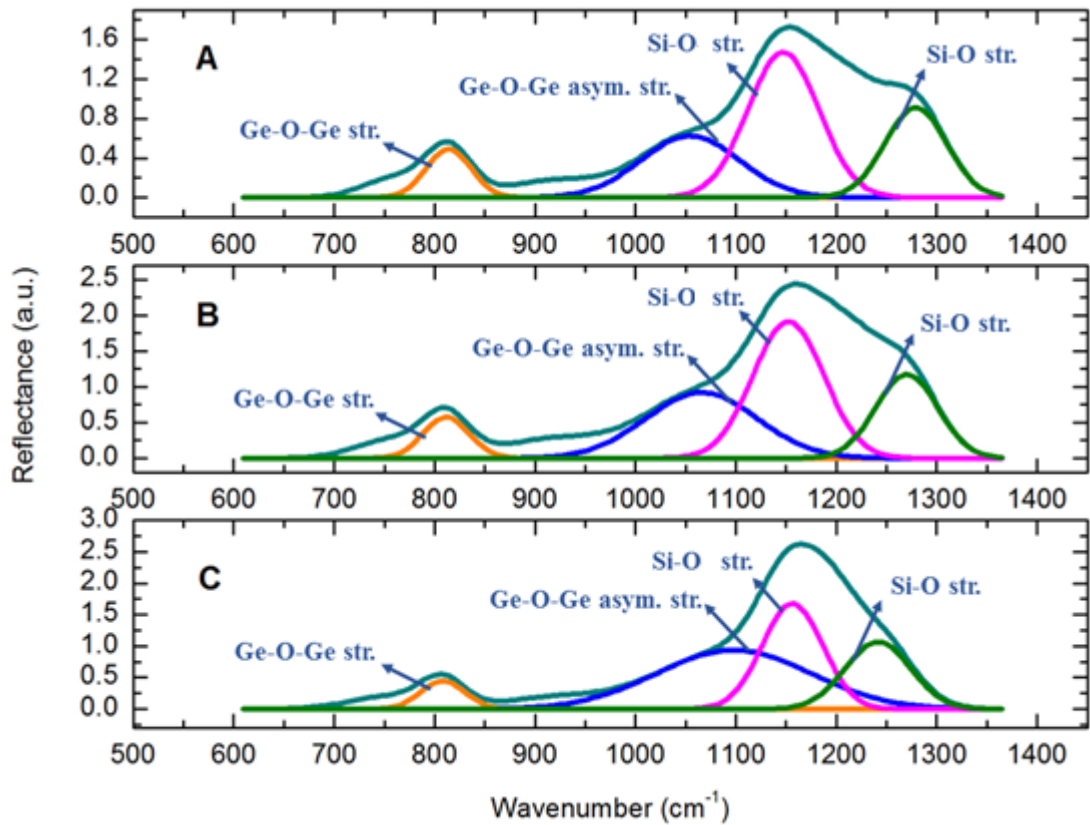 A
Si-O str.
Si-O str.
Ge-O-Ge asym. str.
Ge-O-Ge str.
1.6
1.2
0.8
0.4
0.0
500 600 700 800 900 1000 1100 1200 1300 1400
B
Si-O str.
Si-O str.
Ge-O-Ge asym. str.
Ge-O-Ge str.
2.5
2.0
1.5
1.0
0.5
0.0
500 600 700 800 900 1000 1100 1200 1300 1400
C
Si-O str.
Si-O str.
Ge-O-Ge asym. str.
Ge-O-Ge str.
3.0
2.5
2.0
1.5
1.0
0.5
0.0
500 600 700 800 900 1000 1100 1200 1300 1400
Reflectance (a.u.)
Wavenumber (cm⁻¹)